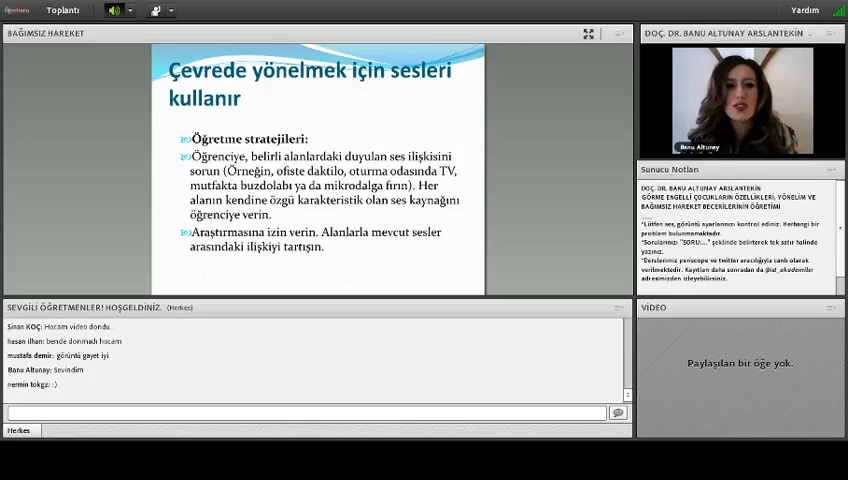 Öğretmen Toplantı Yardım
BAĞIMSIZ HAREKET
Çevrede yönelmek için sesleri
kullanır
Öğretme stratejileri:
Öğrenciye, belirli alanlardaki duyulan ses ilişkisini
sorun (Örneğin, ofiste daktilo, oturma odasında TV,
mutfakta buzdolabı ya da mikrodalga fırın). Her
alanın kendine özgü karakteristik olan ses kaynağını
öğrenciye verin.
Araştırmasına izin verin. Alanlarla mevcut sesler
arasındaki ilişkiyi tartışın.
DOÇ. DR. BANU ALTUNAY ARSLANTEKİN ..
Banu Altunay
Sunucu Notları
DOÇ. DR. BANU ALTUNAY ARSLANTEKİN
GÖRME ENGELLİ ÇOCUKLARIN ÖZELLİKLERİ, YÖNELİM VE
BAĞIMSIZ HAREKET BECERİLERİNİN ÖĞRETİMİ
*Lütfen ses, görüntü ayarlarınızı kontrol ediniz. Herhangi bir
problem bulunmamaktadır.
*Sorularınızı "SORU:..." şeklinde belirterek tek satır halinde
yazınız.
*Derslerimiz periscope ve twitter aracılığıyla canlı olarak
verilmektedir. Kayıtları daha sonradan da @ist_akademiler
adresimizden izleyebilirsiniz.
SEVGİLİ ÖĞRETMENLER! HOŞGELDİNİZ. (Herkes)
Sinan KOÇ: Hocam video dondu..
hasan ilhan: bende donmadı hocam
mustafa demir: görüntü gayet iyi
Banu Altunay: Sevindim
nermin tokgz: :)
Herkes
VİDEO
Paylaşılan bir öğe yok.